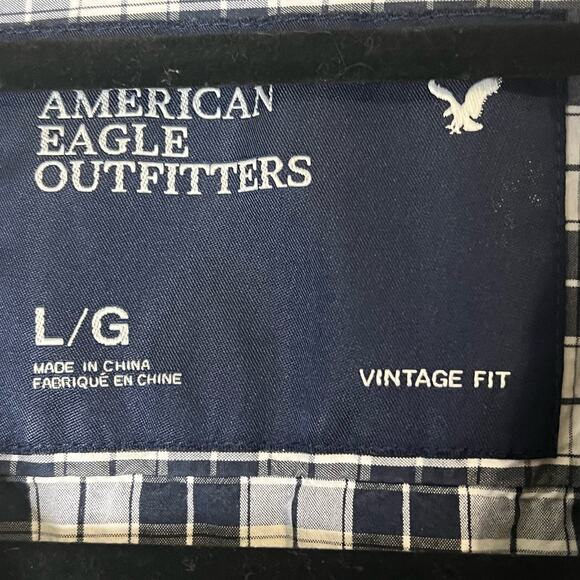 AMERICAN
EAGLE
OUTFITTERS
L/G
MADE IN CHINA
FABRIQUÉ EN CHINE
VINTAGE FIT